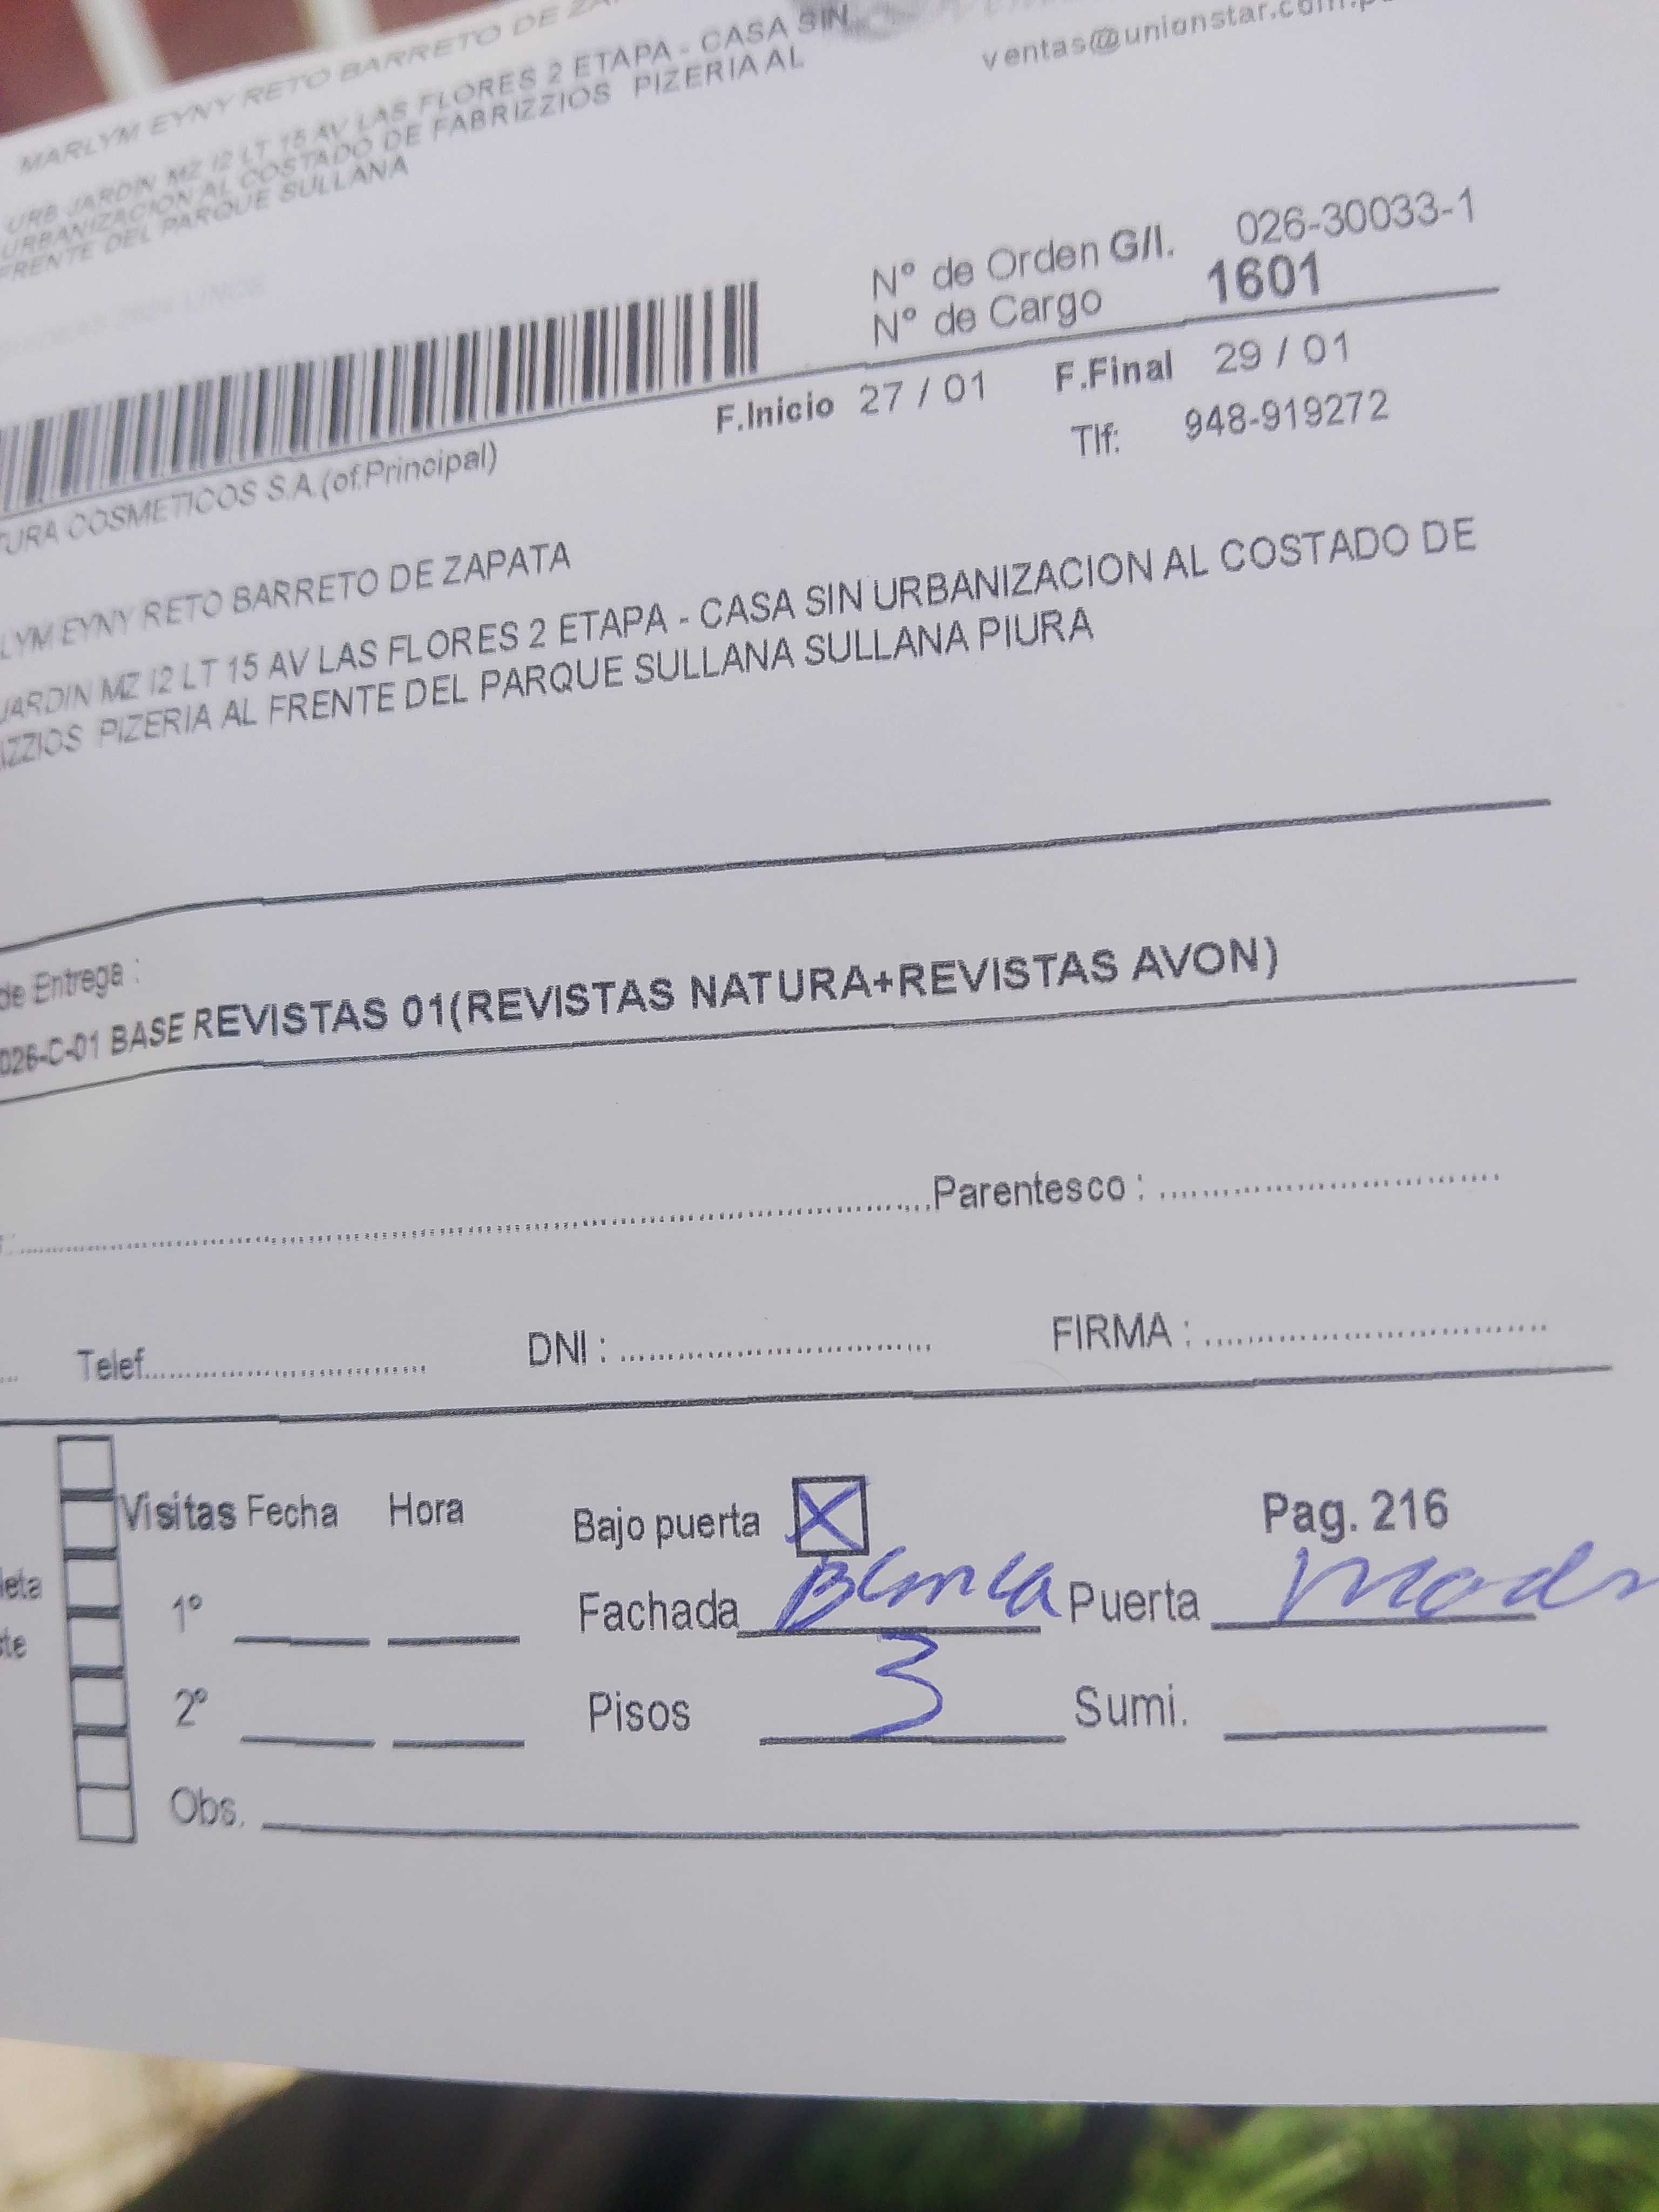 MARLYM EYNY RETO BARRETO DE
ventas@unionstar.com.p
URB JARDIN MZ I2 LT 15 AV LAS FLORES 2 ETAPA - CASA SIN
URBANIZACION AL COSTADO DE FABRIZZIOS PIZERIA AL
FRENTE DEL PARQUE SULLANA
N° de Orden G/I. 026-30033-1
N° de Cargo 1601
F.Inicio 27 / 01 F.Final 29 / 01
Tlf: 948-919272
TURA COSMETICOS S.A.(of.Principal)
LYM EYNY RETO BARRETO DE ZAPATA
JARDIN MZ I2 LT 15 AV LAS FLORES 2 ETAPA - CASA SIN URBANIZACION AL COSTADO DE
IZZIOS PIZERIA AL FRENTE DEL PARQUE SULLANA SULLANA PIURA
de Entrega :
026-C-01 BASE REVISTAS 01(REVISTAS NATURA+REVISTAS AVON)
Parentesco :
Telef. DNI : FIRMA :
Visitas Fecha Hora Bajo puerta X Pag. 216
1° Fachada Blanca Puerta Mad
2° Pisos 3 Sumi.
Obs.